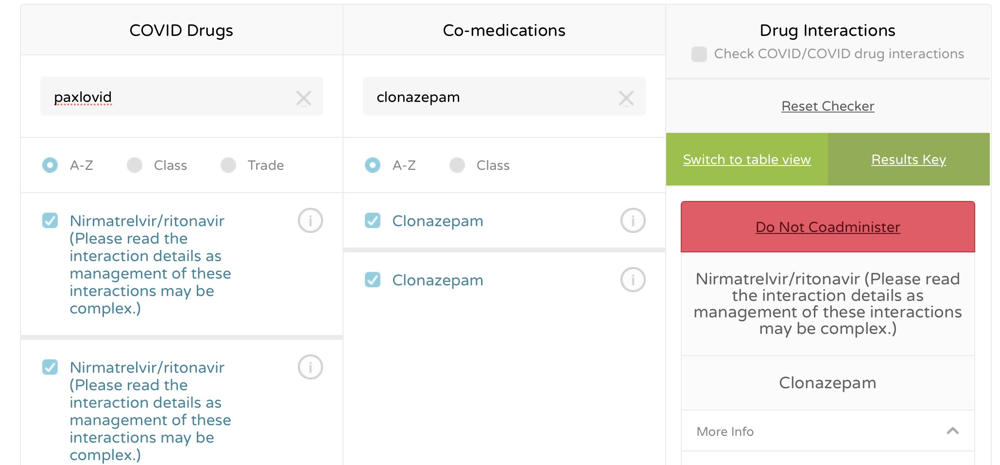 COVID Drugs
paxlovid
A-Z
Class
Trade
Nirmatrelvir/ritonavir
(Please read the
interaction details as
management of these
interactions may be
complex.)
Nirmatrelvir/ritonavir
(Please read the
interaction details as
management of these
interactions may be
complex.)
Co-medications
clonazepam
A-Z
Class
Clonazepam
Clonazepam
Drug Interactions
Check COVID/COVID drug interactions
Reset Checker
Switch to table view
Results Key
Do Not Coadminister
Nirmatrelvir/ritonavir (Please read
the interaction details as
management of these interactions
may be complex.)
Clonazepam
More Info